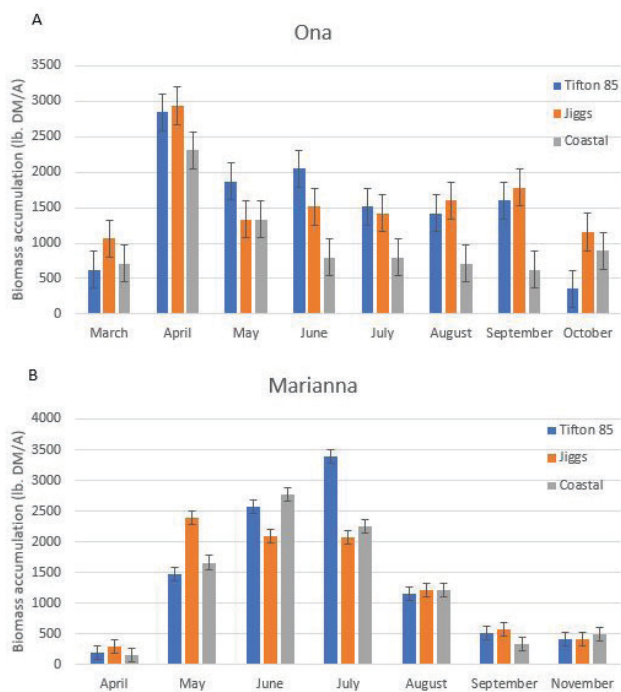 A
Ona
Biomass accumulation (lb. DM/A)
3500
3000
2500
2000
1500
1000
500
0
Tifton 85
Jiggs
Coastal
March April May June July August September October
B
Marianna
Biomass accumulation (lb. DM/A)
4000
3500
3000
2500
2000
1500
1000
500
0
Tifton 85
Jiggs
Coastal
April May June July August September November